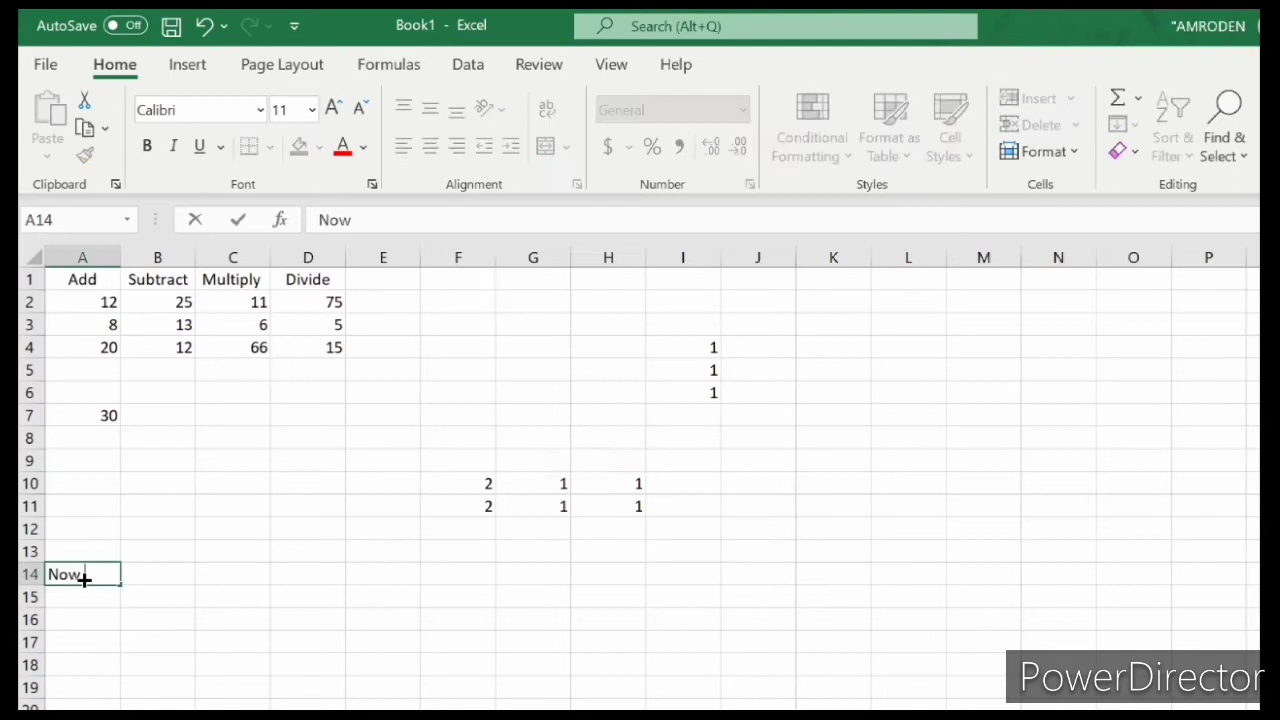 AutoSave Off Book1 - Excel Search (Alt+Q) "AMRODEN
File Home Insert Page Layout Formulas Data Review View Help
Calibri 11 A A ab General $ % 9 Σ
Paste B I U A Conditional Formatting Format as Table Cell Styles Insert Delete Format Sort & Filter Find & Select
Clipboard Font Alignment Number Styles Cells Editing
A14 fx Now
A B C D E F G H I J K L M N O P
1 Add Subtract Multiply Divide
2 12 25 11 75
3 8 13 6 5
4 20 12 66 15 1
5 1
6 1
7 30
8
9
10 2 1 1
11 2 1 1
12
13
14 Now
15
16
17
18
19
PowerDirector